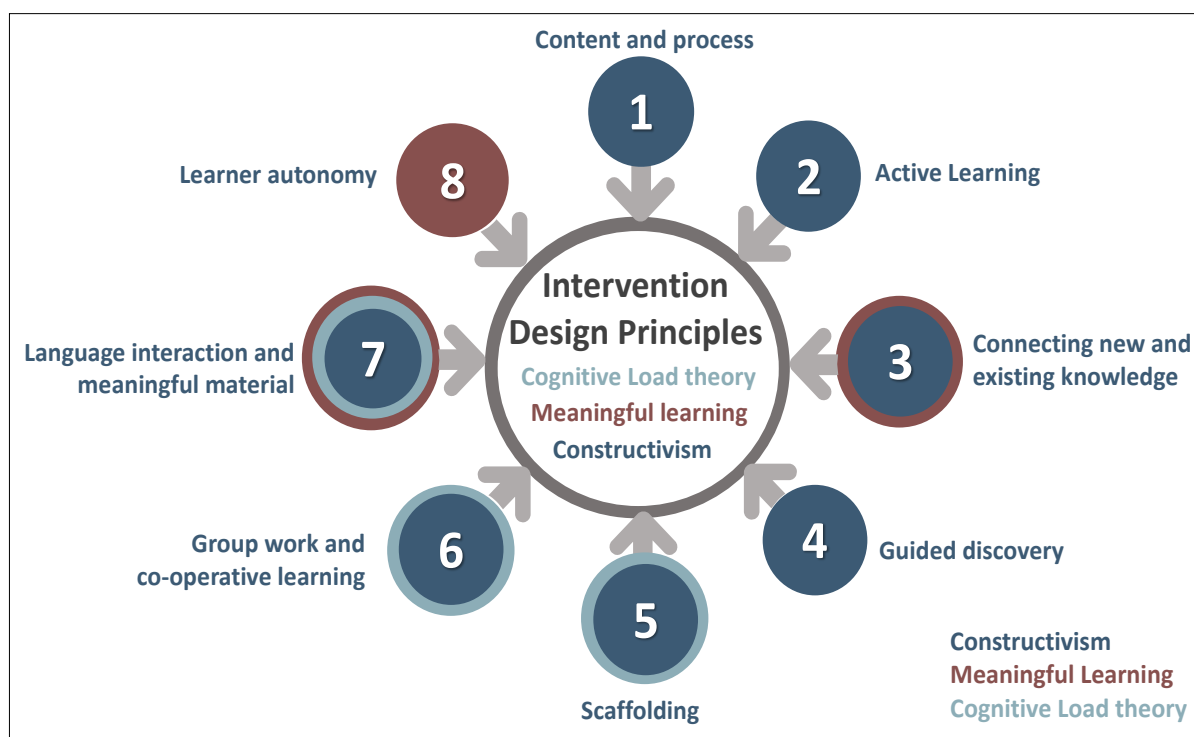 Content and process
1
2
Active Learning
8
Learner autonomy
Intervention
Design Principles
Cognitive Load theory
Meaningful learning
Constructivism
3
Connecting new and
existing knowledge
7
Language interaction and
meaningful material
4
Guided discovery
6
Group work and
co-operative learning
5
Scaffolding
Constructivism
Meaningful Learning
Cognitive Load theory